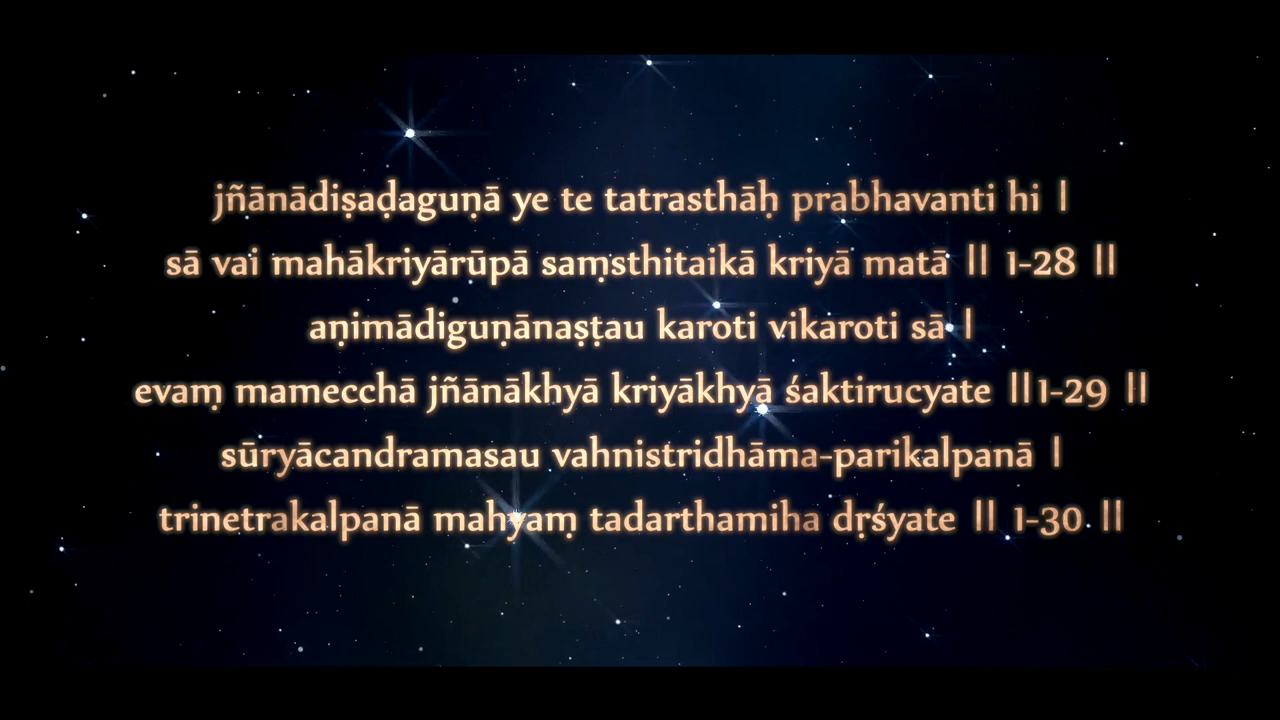 jñānādiṣaḍaguṇā ye te tatrasthāḥ prabhavanti hi |
sā vai mahākriyārūpā saṃsthitaikā kriyā matā || 1-28 ||
aṇimādiguṇānaṣṭau karoti vikaroti sā |
evaṃ mamecchā jñānākhyā kriyākhyā śaktirucyate ||1-29 ||
sūryācandramasau vahnistridhāma-parikalpanā |
trinetrakalpanā mahyaṃ tadarthamiha dṛśyate || 1-30 ||